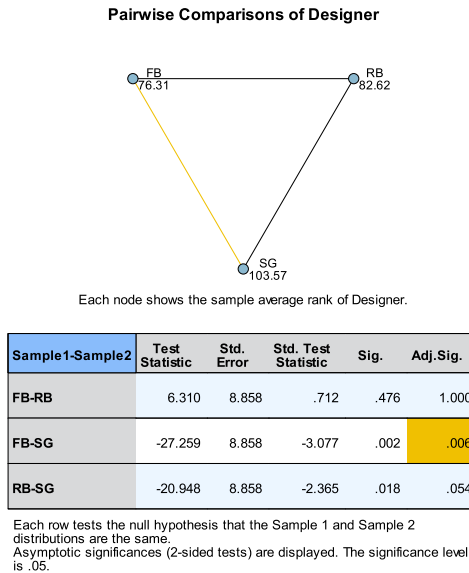 Pairwise Comparisons of Designer
FB
76.31
RB
82.62
SG
103.57
Each node shows the sample average rank of Designer.
Sample1-Sample2 Test Statistic Std. Error Std. Test Statistic Sig. Adj.Sig.
FB-RB 6.310 8.858 .712 .476 1.000
FB-SG -27.259 8.858 -3.077 .002 .006
RB-SG -20.948 8.858 -2.365 .018 .054
Each row tests the null hypothesis that the Sample 1 and Sample 2
distributions are the same.
Asymptotic significances (2-sided tests) are displayed. The significance level
is .05.